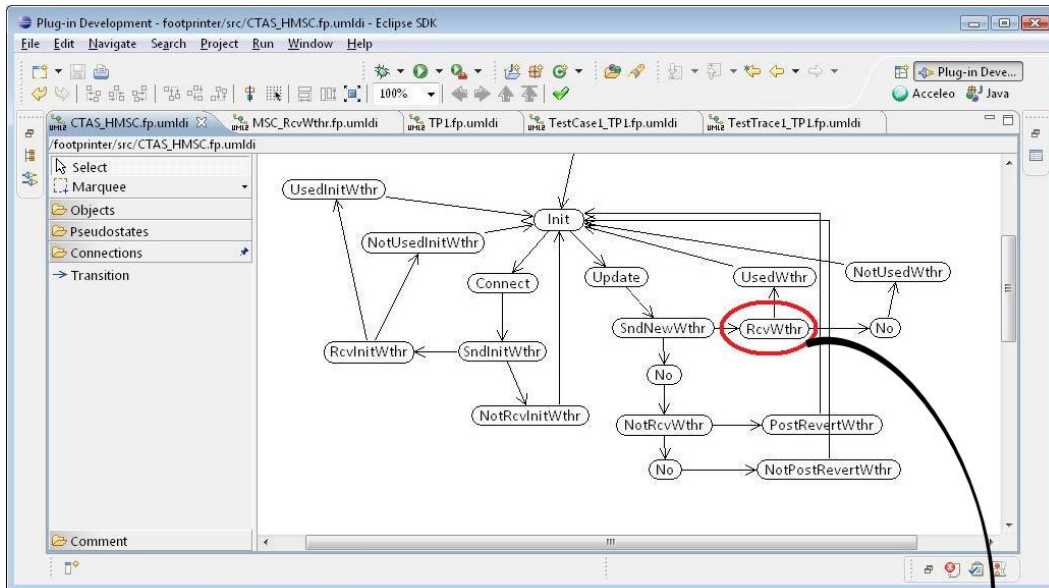 Plug-in Development - footprinter/src/CTAS_HMSC.fp.umldi - Eclipse SDK
File Edit Navigate Search Project Run Window Help
Plug-in Deve...
100%
Acceleo Java
CTAS_HMSC.fp.umldi MSC_RcvWthr.fp.umldi TP1.fp.umldi TestCase1_TP1.fp.umldi TestTrace1_TP1.fp.umldi
/footprinter/src/CTAS_HMSC.fp.umldi
Select
Marquee
Objects
Pseudostates
Connections
Transition
Comment
UsedInitWthr
Init
NotUsedInitWthr
Connect
Update
UsedWthr
NotUsedWthr
SndNewWthr
RcvWthr
No
RcvInitWthr
SndInitWthr
No
NotRcvInitWthr
NotRcvWthr
PostRevertWthr
No
NotPostRevertWthr